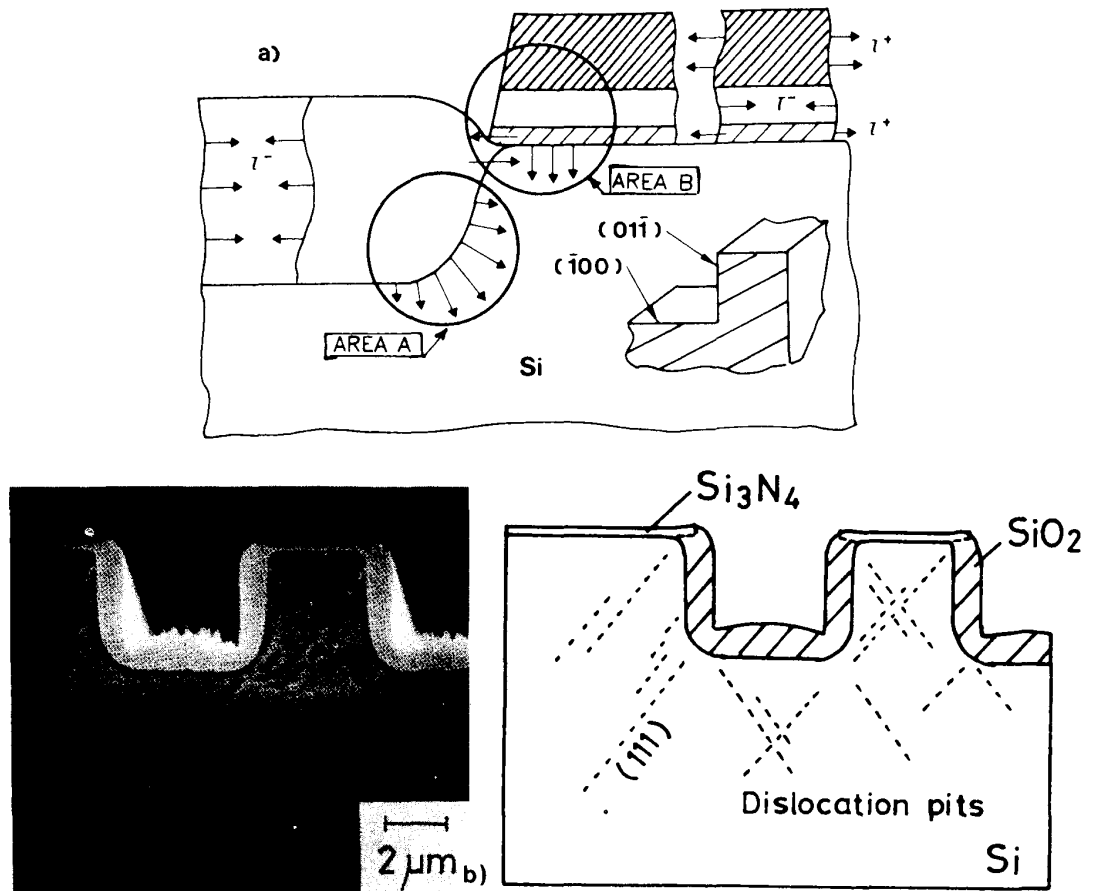 a)
τ⁺
τ⁻
τ⁻
τ⁺
AREA B
(011̄)
(1̄00)
AREA A
Si
Si₃N₄
SiO₂
(111)
Dislocation pits
2 μm
b)
Si